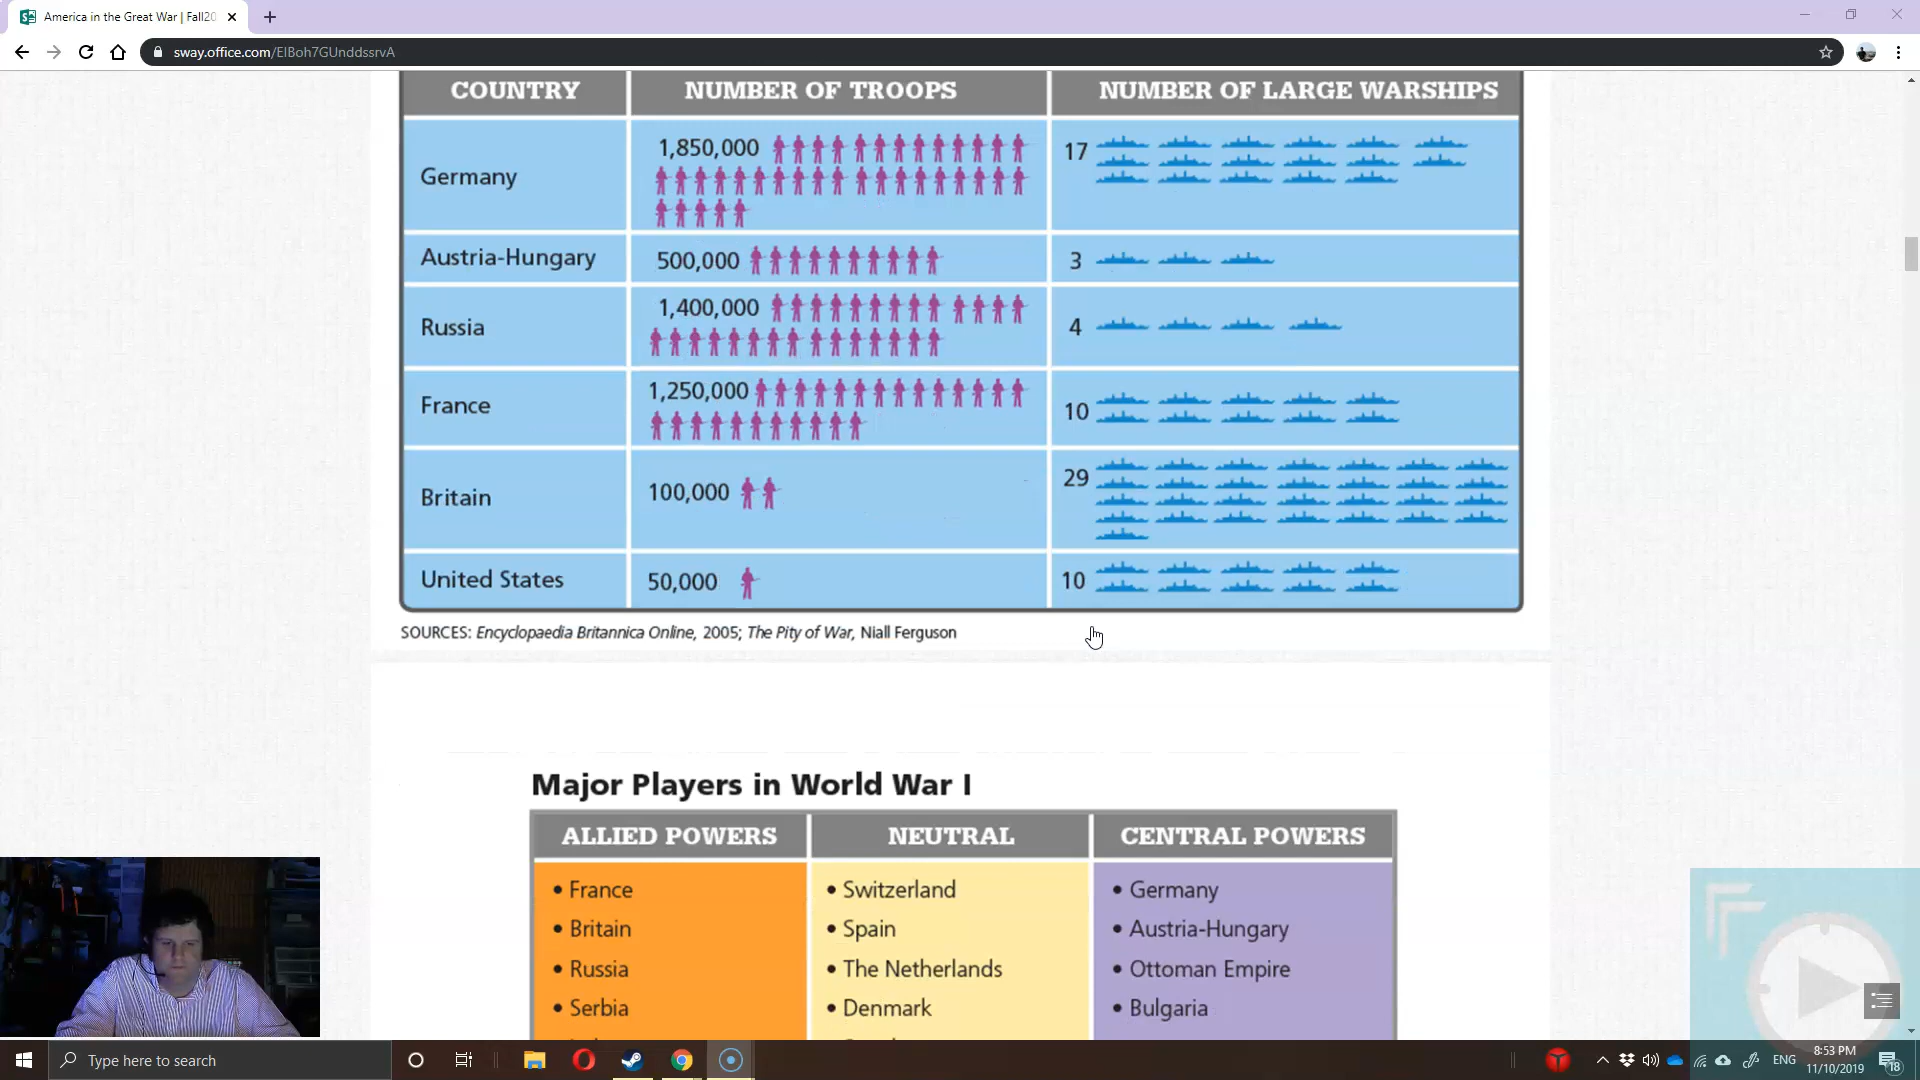 America in the Great War | Fall20
sway.office.com/EIBoh7GUnddssrvA
COUNTRY NUMBER OF TROOPS NUMBER OF LARGE WARSHIPS
Germany 1,850,000 17
Austria-Hungary 500,000 3
Russia 1,400,000 4
France 1,250,000 10
Britain 100,000 29
United States 50,000 10
SOURCES: Encyclopaedia Britannica Online, 2005; The Pity of War, Niall Ferguson
Major Players in World War I
ALLIED POWERS NEUTRAL CENTRAL POWERS
• France • Switzerland • Germany
• Britain • Spain • Austria-Hungary
• Russia • The Netherlands • Ottoman Empire
• Serbia • Denmark • Bulgaria
Type here to search
ENG
8:53 PM
11/10/2019
18